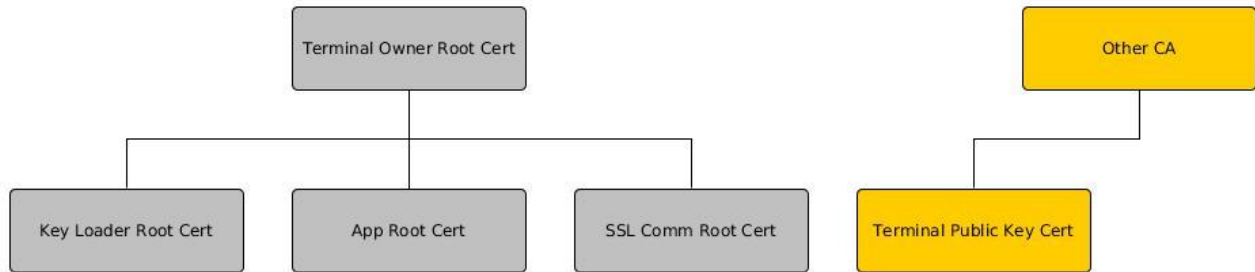 Terminal Owner Root Cert
Other CA
Key Loader Root Cert
App Root Cert
SSL Comm Root Cert
Terminal Public Key Cert